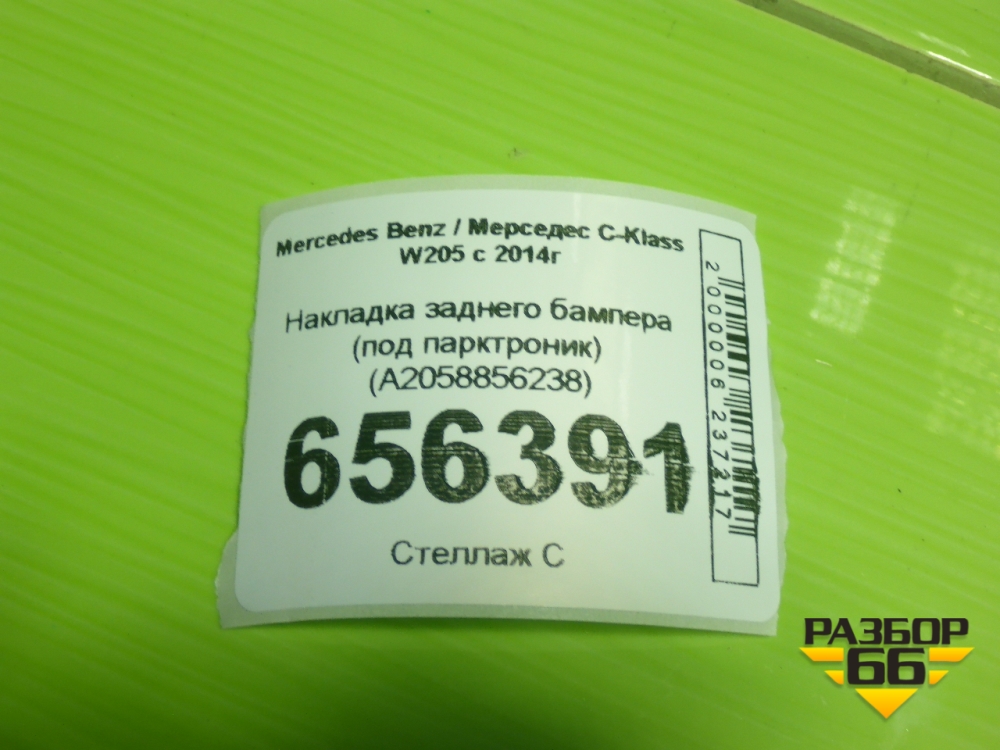 Mercedes Benz / Мерседес C-Klass
W205 с 2014г
Накладка заднего бампера
(под парктроник)
(A2058856238)
656391
Стеллаж С
2000006237217
РАЗБОР
66